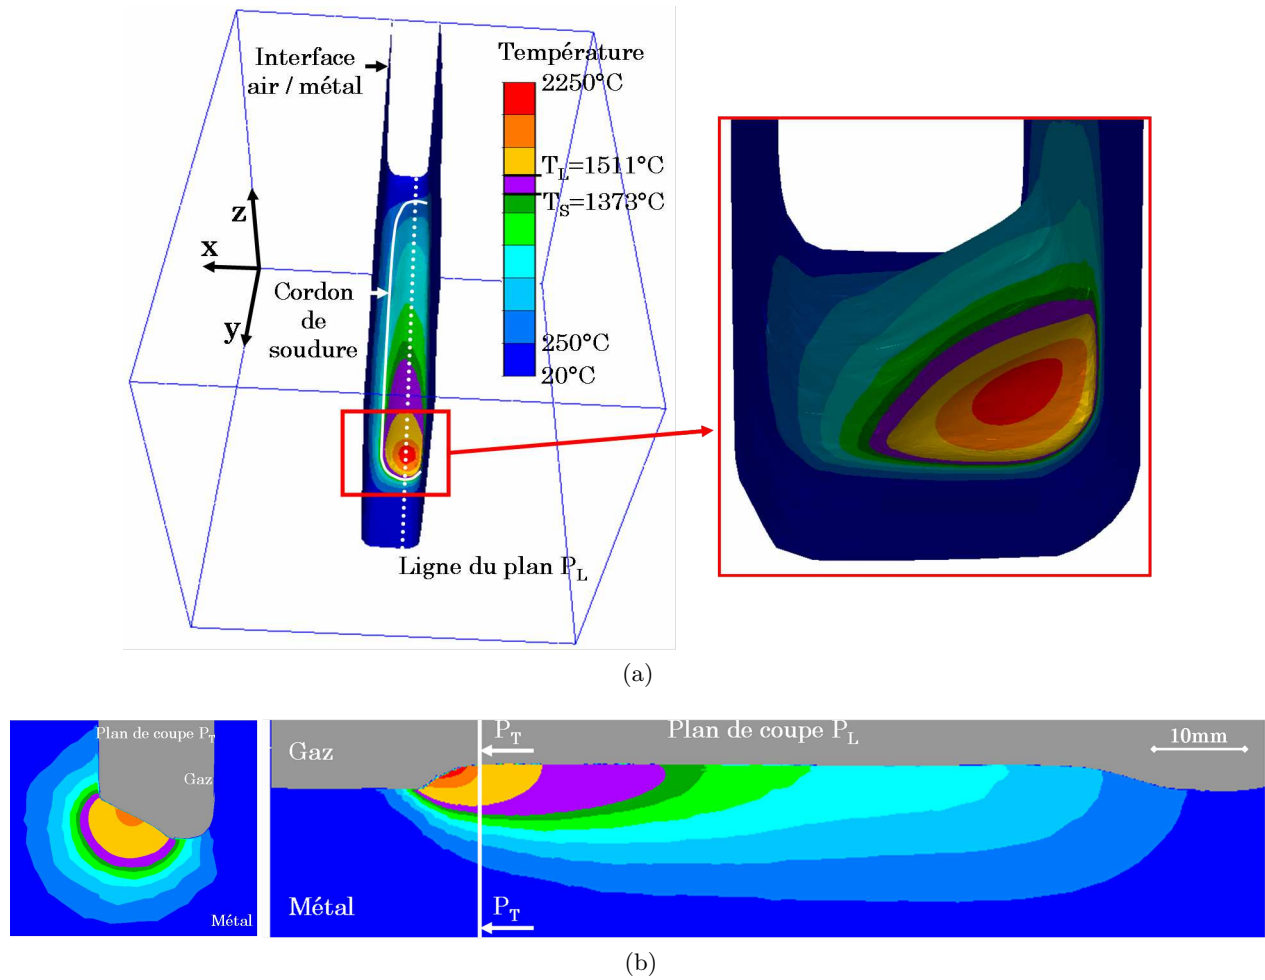 Interface
air / métal
Température
2250°C
T_L=1511°C
T_S=1373°C
250°C
20°C
z
x
y
Cordon
de
soudure
Ligne du plan P_L
(a)
Plan de coupe P_T
Gaz
Métal
Gaz
P_T
Plan de coupe P_L
10mm
Métal
P_T
(b)